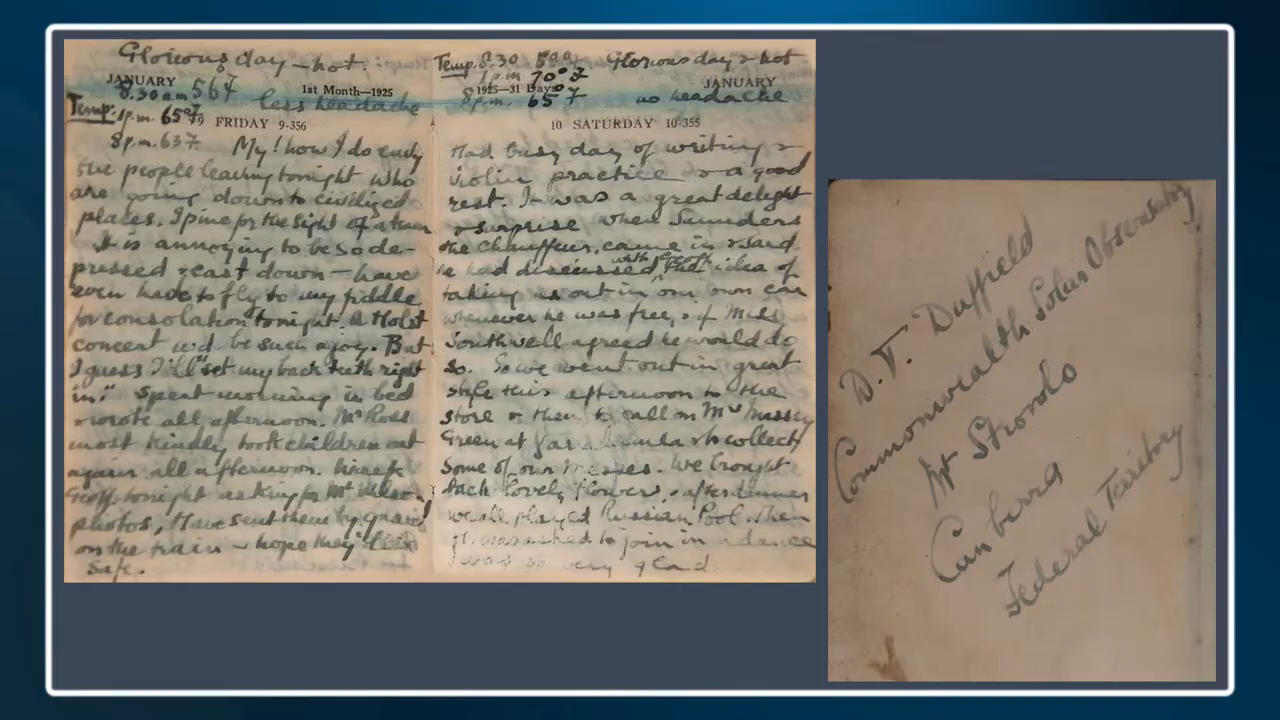 Glorious day – hot.
JANUARY
8.30 a.m 56°7
1st Month—1925
less headache
Temp: 1 p.m. 65°7
9 FRIDAY 9-356
8 p.m. 63°7
My! how I do envy
the people leaving tonight who
are going down to civilized
places. I pine for the sight of a
It is annoying to be so de-
pressed & cast down – have
even have to fly to my fiddle
for consolation tonight. A Holst
concert w'd be such a joy. But
I guess I'll "set my back teeth right
in." Spent morning in bed
& wrote all afternoon. Mr Ross
most kindly took children out
again all afternoon.
Geoff. tonight asking for Mt Wilson
photos, Have sent them by guard
on the train – hope they'll be
safe.
Temp. 8.30 59°
Glorious day & hot
1 p.m 70°
1925—31 Days
JANUARY
8 p.m. 65°7
no headache
10 SATURDAY 10-355
Had busy day of writing &
violin practice & a good
rest. It was a great delight
& surprise when Saunders
the chauffeur, came in & said
he had discussed with Geoff the idea of
taking us out in our own car
whenever he was free, & if Miss
Southwell agreed he would do
so. So we went out in great
style this afternoon to the
store & then to call on Mrs Massey
Green at Yarralumla & to collect
some of our messes. We brought
back lovely flowers, & after dinner
we all played Russian Pool. Then
was asked to join in a dance
I was so very glad
D. T. Duffield
Commonwealth Solar Observatory
Mt Stromlo
Canberra
Federal Territory